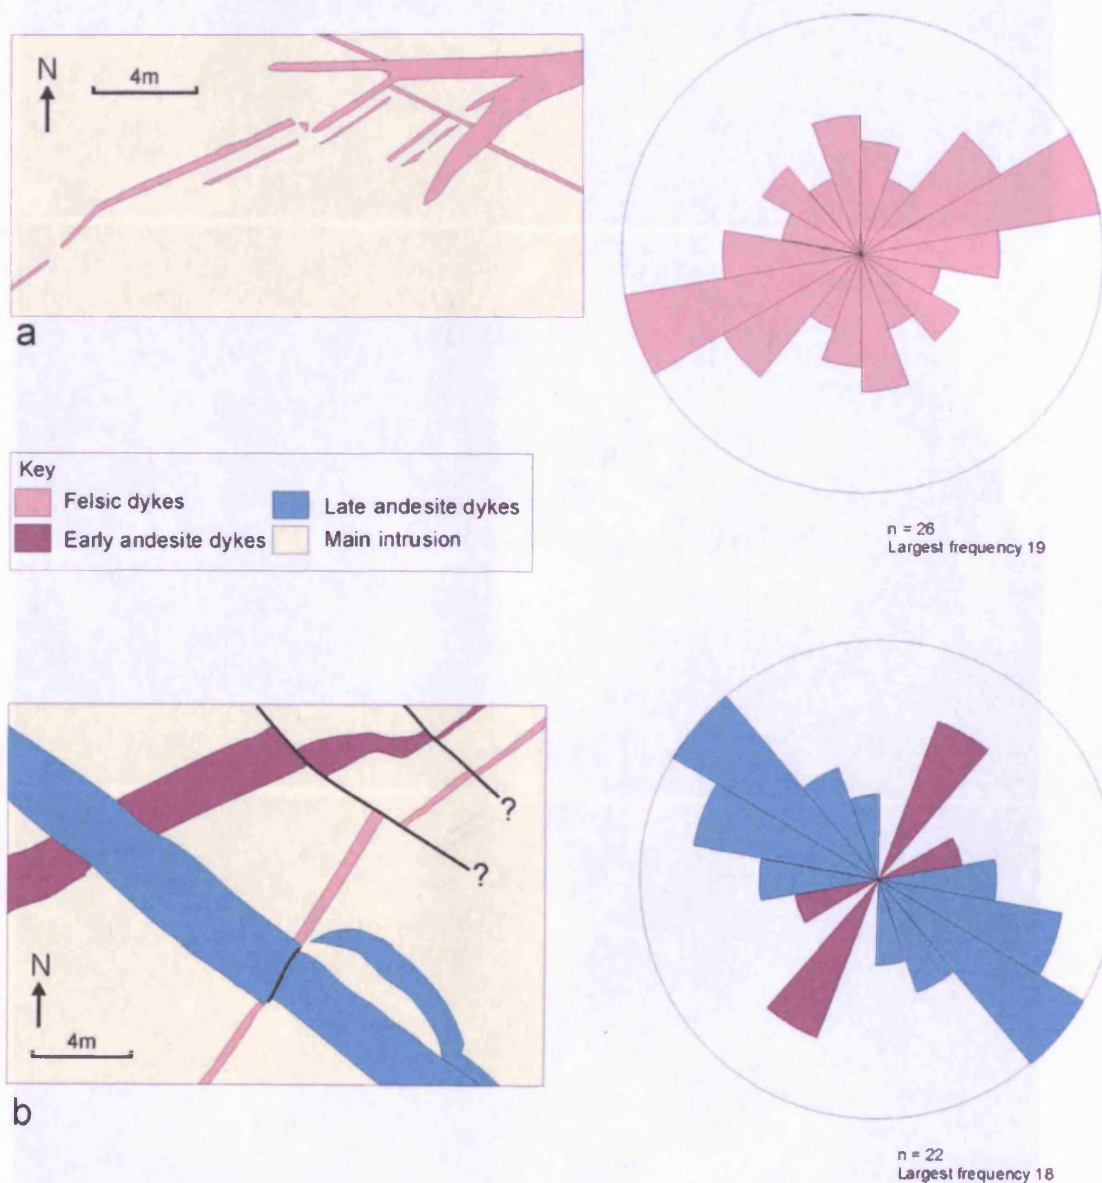 N
4m
a
Key
Felsic dykes
Late andesite dykes
Early andesite dykes
Main intrusion
n = 26
Largest frequency 19
?
?
N
4m
b
n = 22
Largest frequency 18